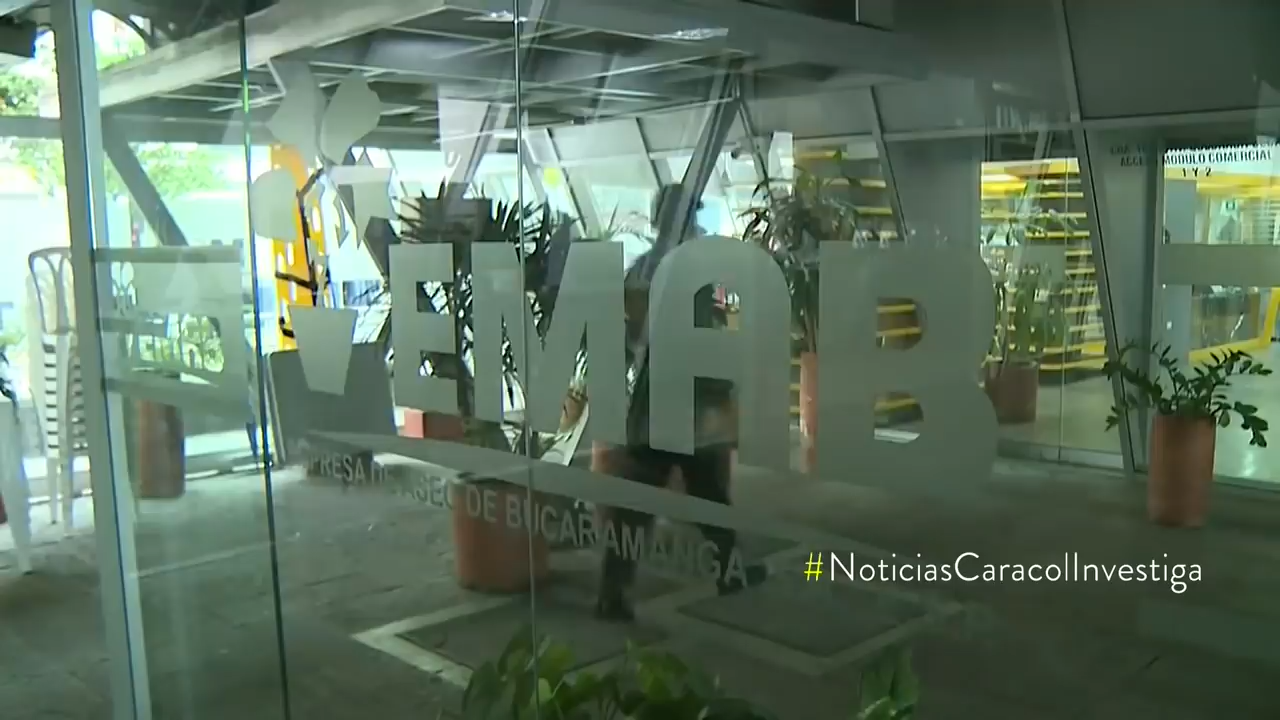 MODULO COMERCIAL
1 Y 2
EMAB
DE BUCARAMANGA
#NoticiasCaracolInvestiga